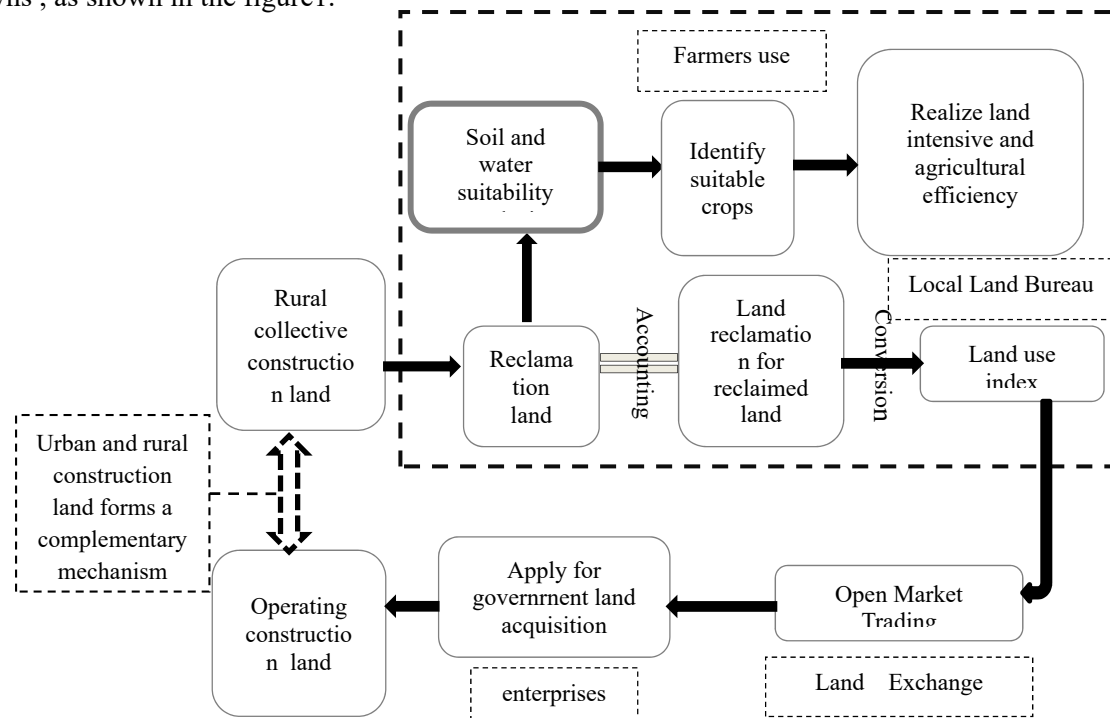 , as shown in the figure1.
Farmers use
Soil and
water
suitability
Identify
suitable
crops
Realize land
intensive and
agricultural
efficiency
Local Land Bureau
Rural
collective
constructio
n land
Reclama
tion
land
Accounting
Land
reclamatio
n for
reclaimed
land
Conversion
Land use
index
Urban and rural
construction
land forms a
complementary
mechanism
Operating
constructio
n land
Apply for
governrnent land
acquisition
enterprises
Open Market
Trading
Land Exchange